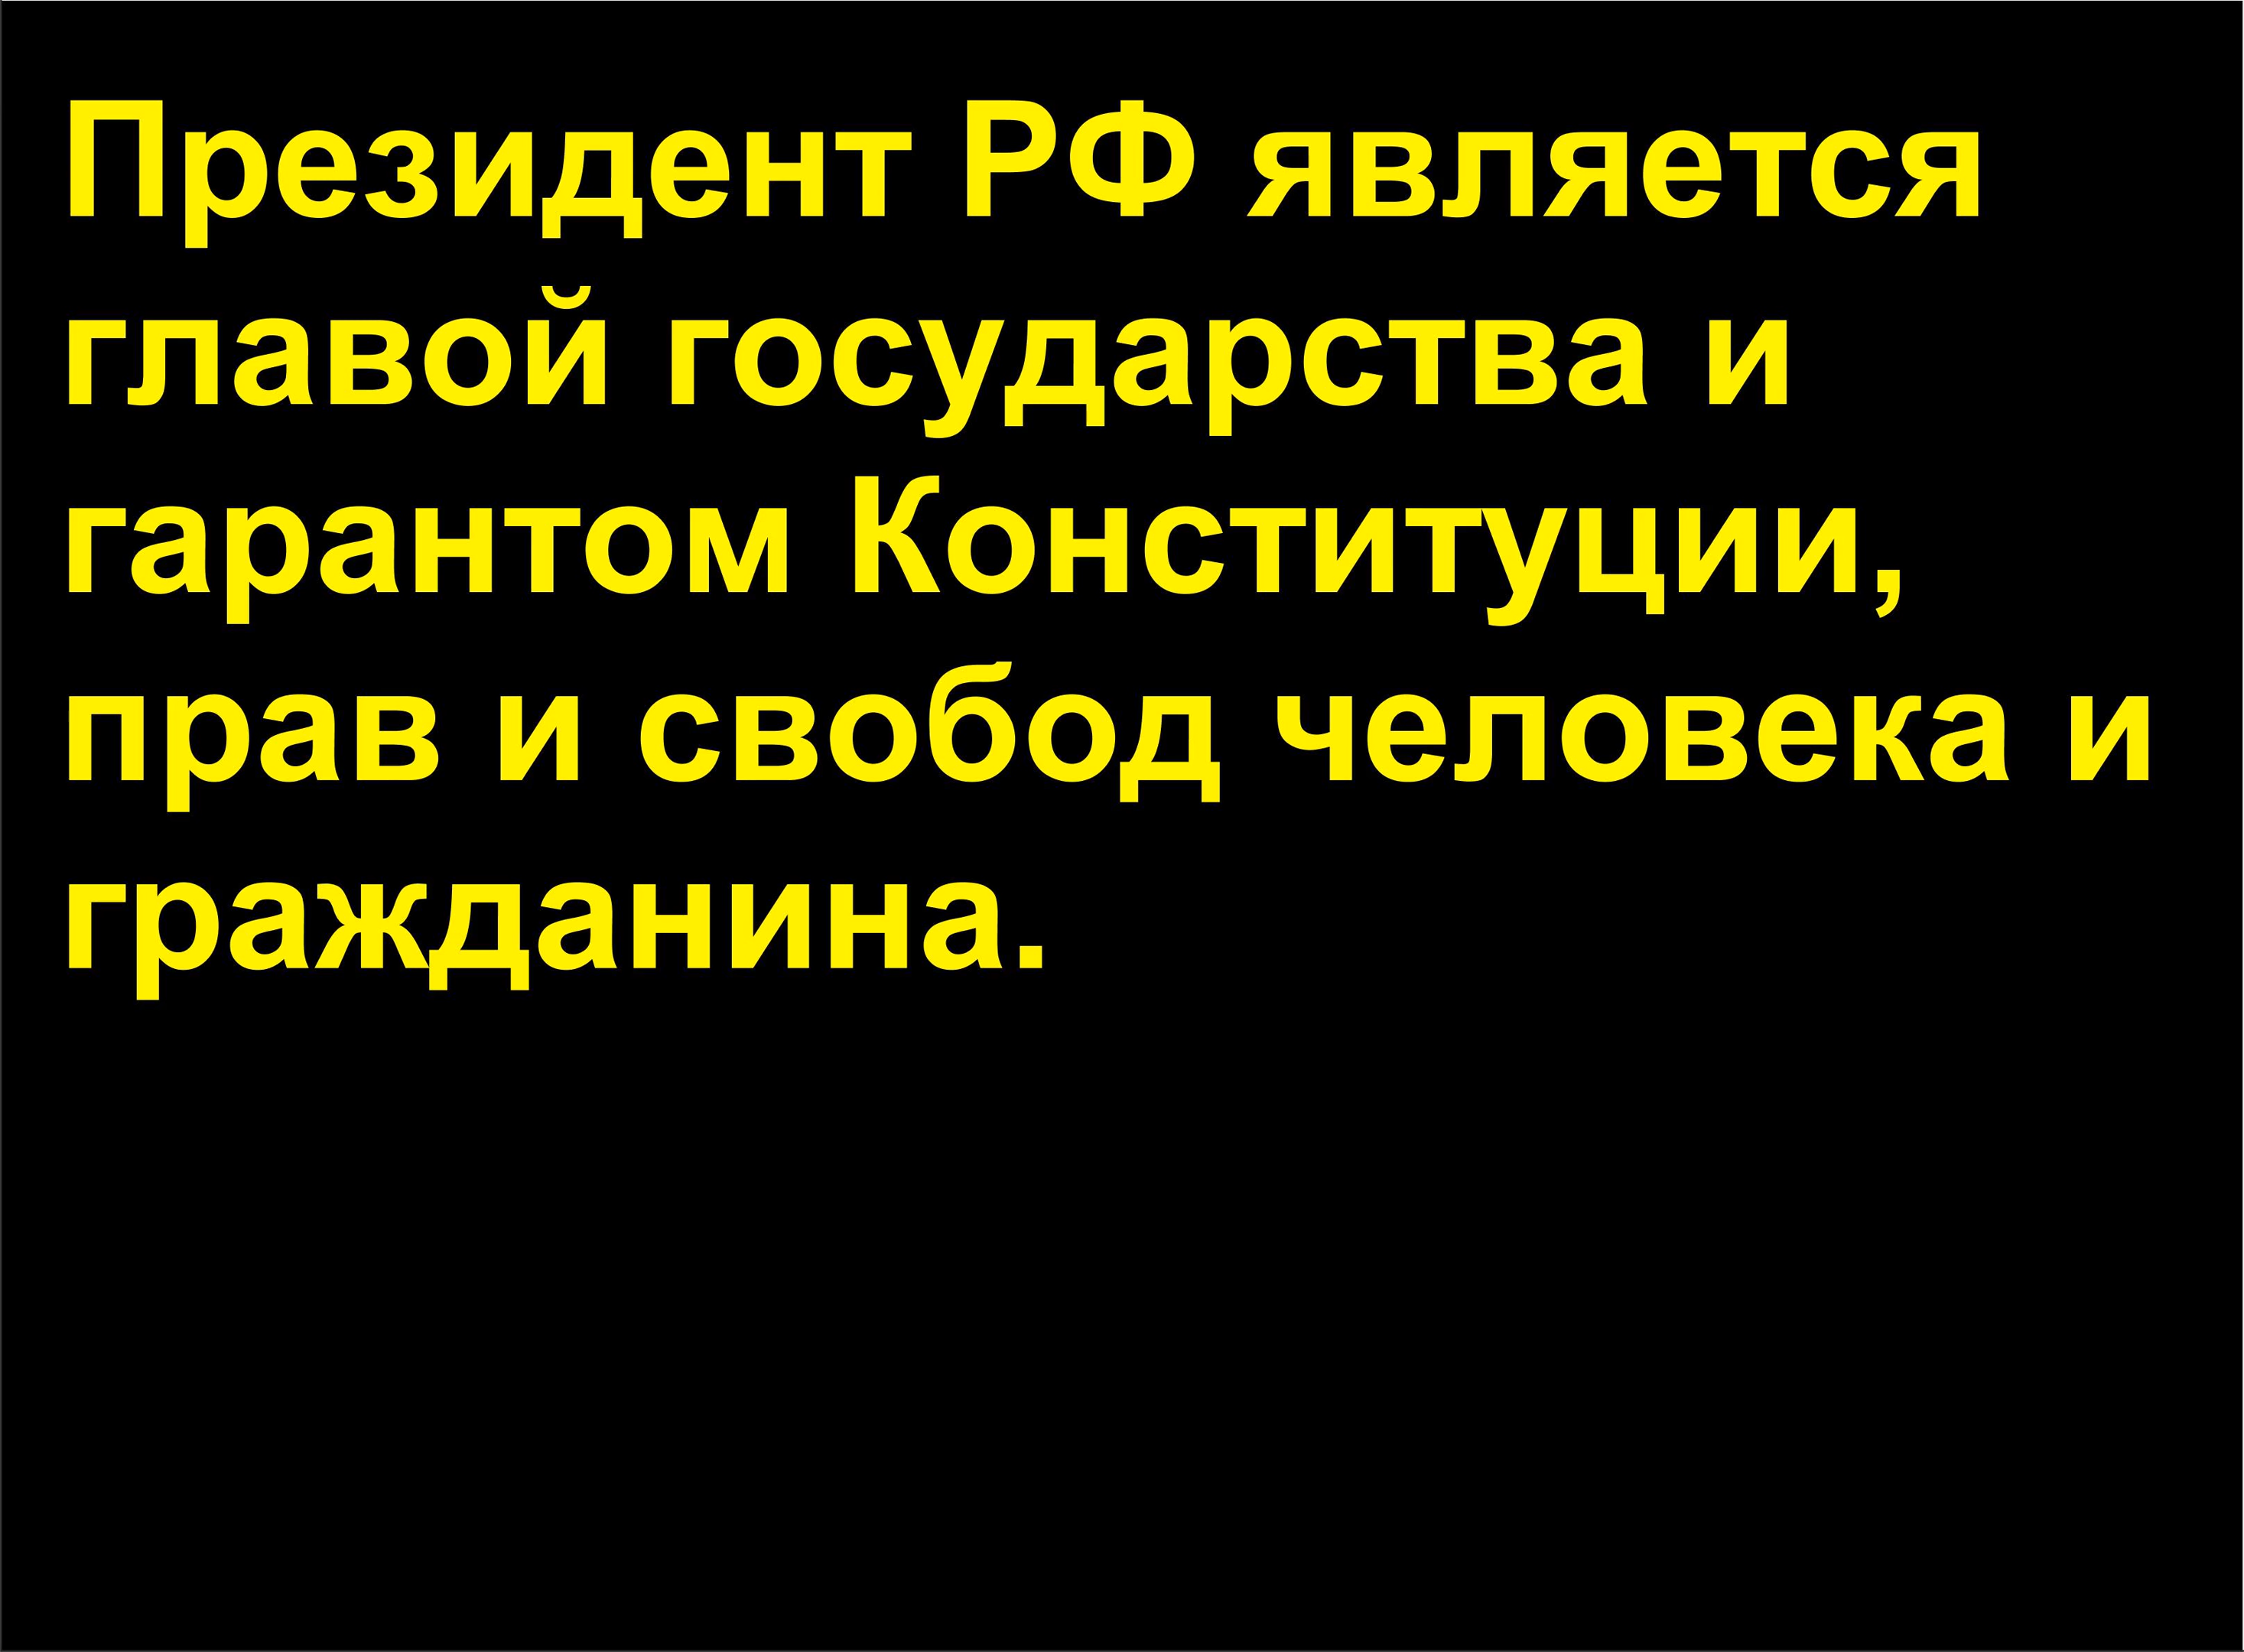 Президент РФ является
главой государства и
гарантом Конституции,
прав и свобод человека и
гражданина.